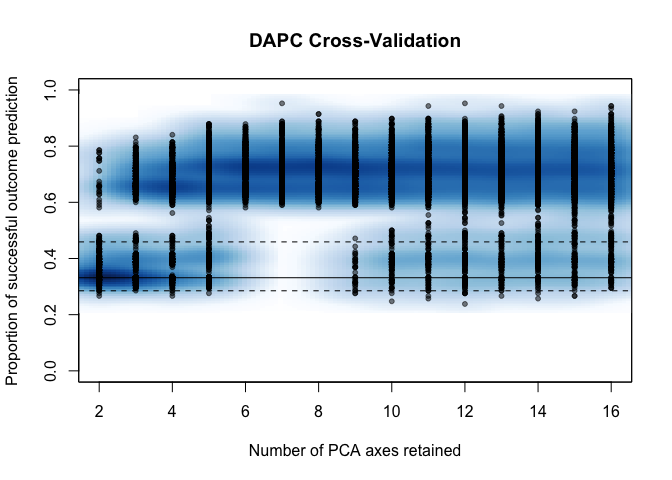 DAPC Cross-Validation
Proportion of successful outcome prediction
1.0
0.8
0.6
0.4
0.2
0.0
2 4 6 8 10 12 14 16
Number of PCA axes retained